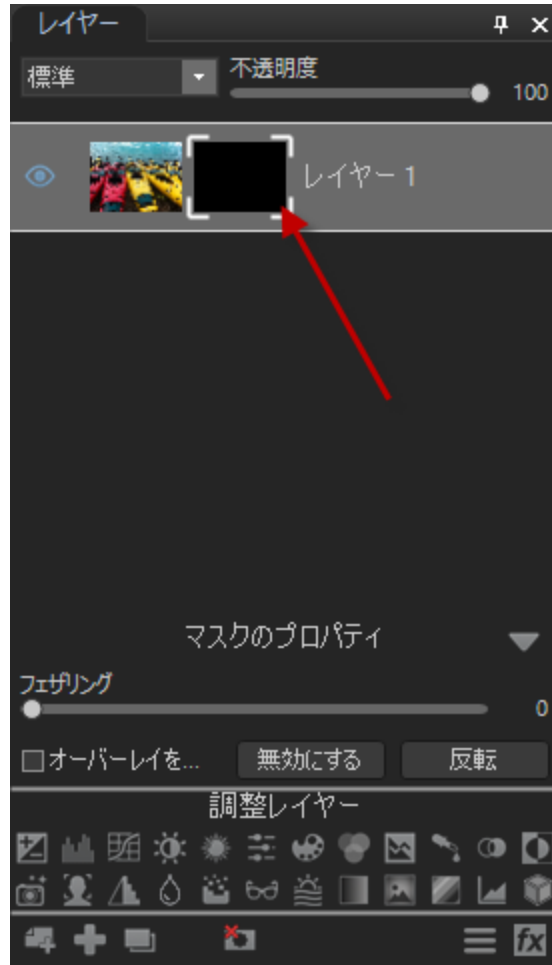 レイヤー
標準
不透明度
100
レイヤー 1
マスクのプロパティ
フェザリング
0
オーバーレイを...
無効にする
反転
調整レイヤー
fx